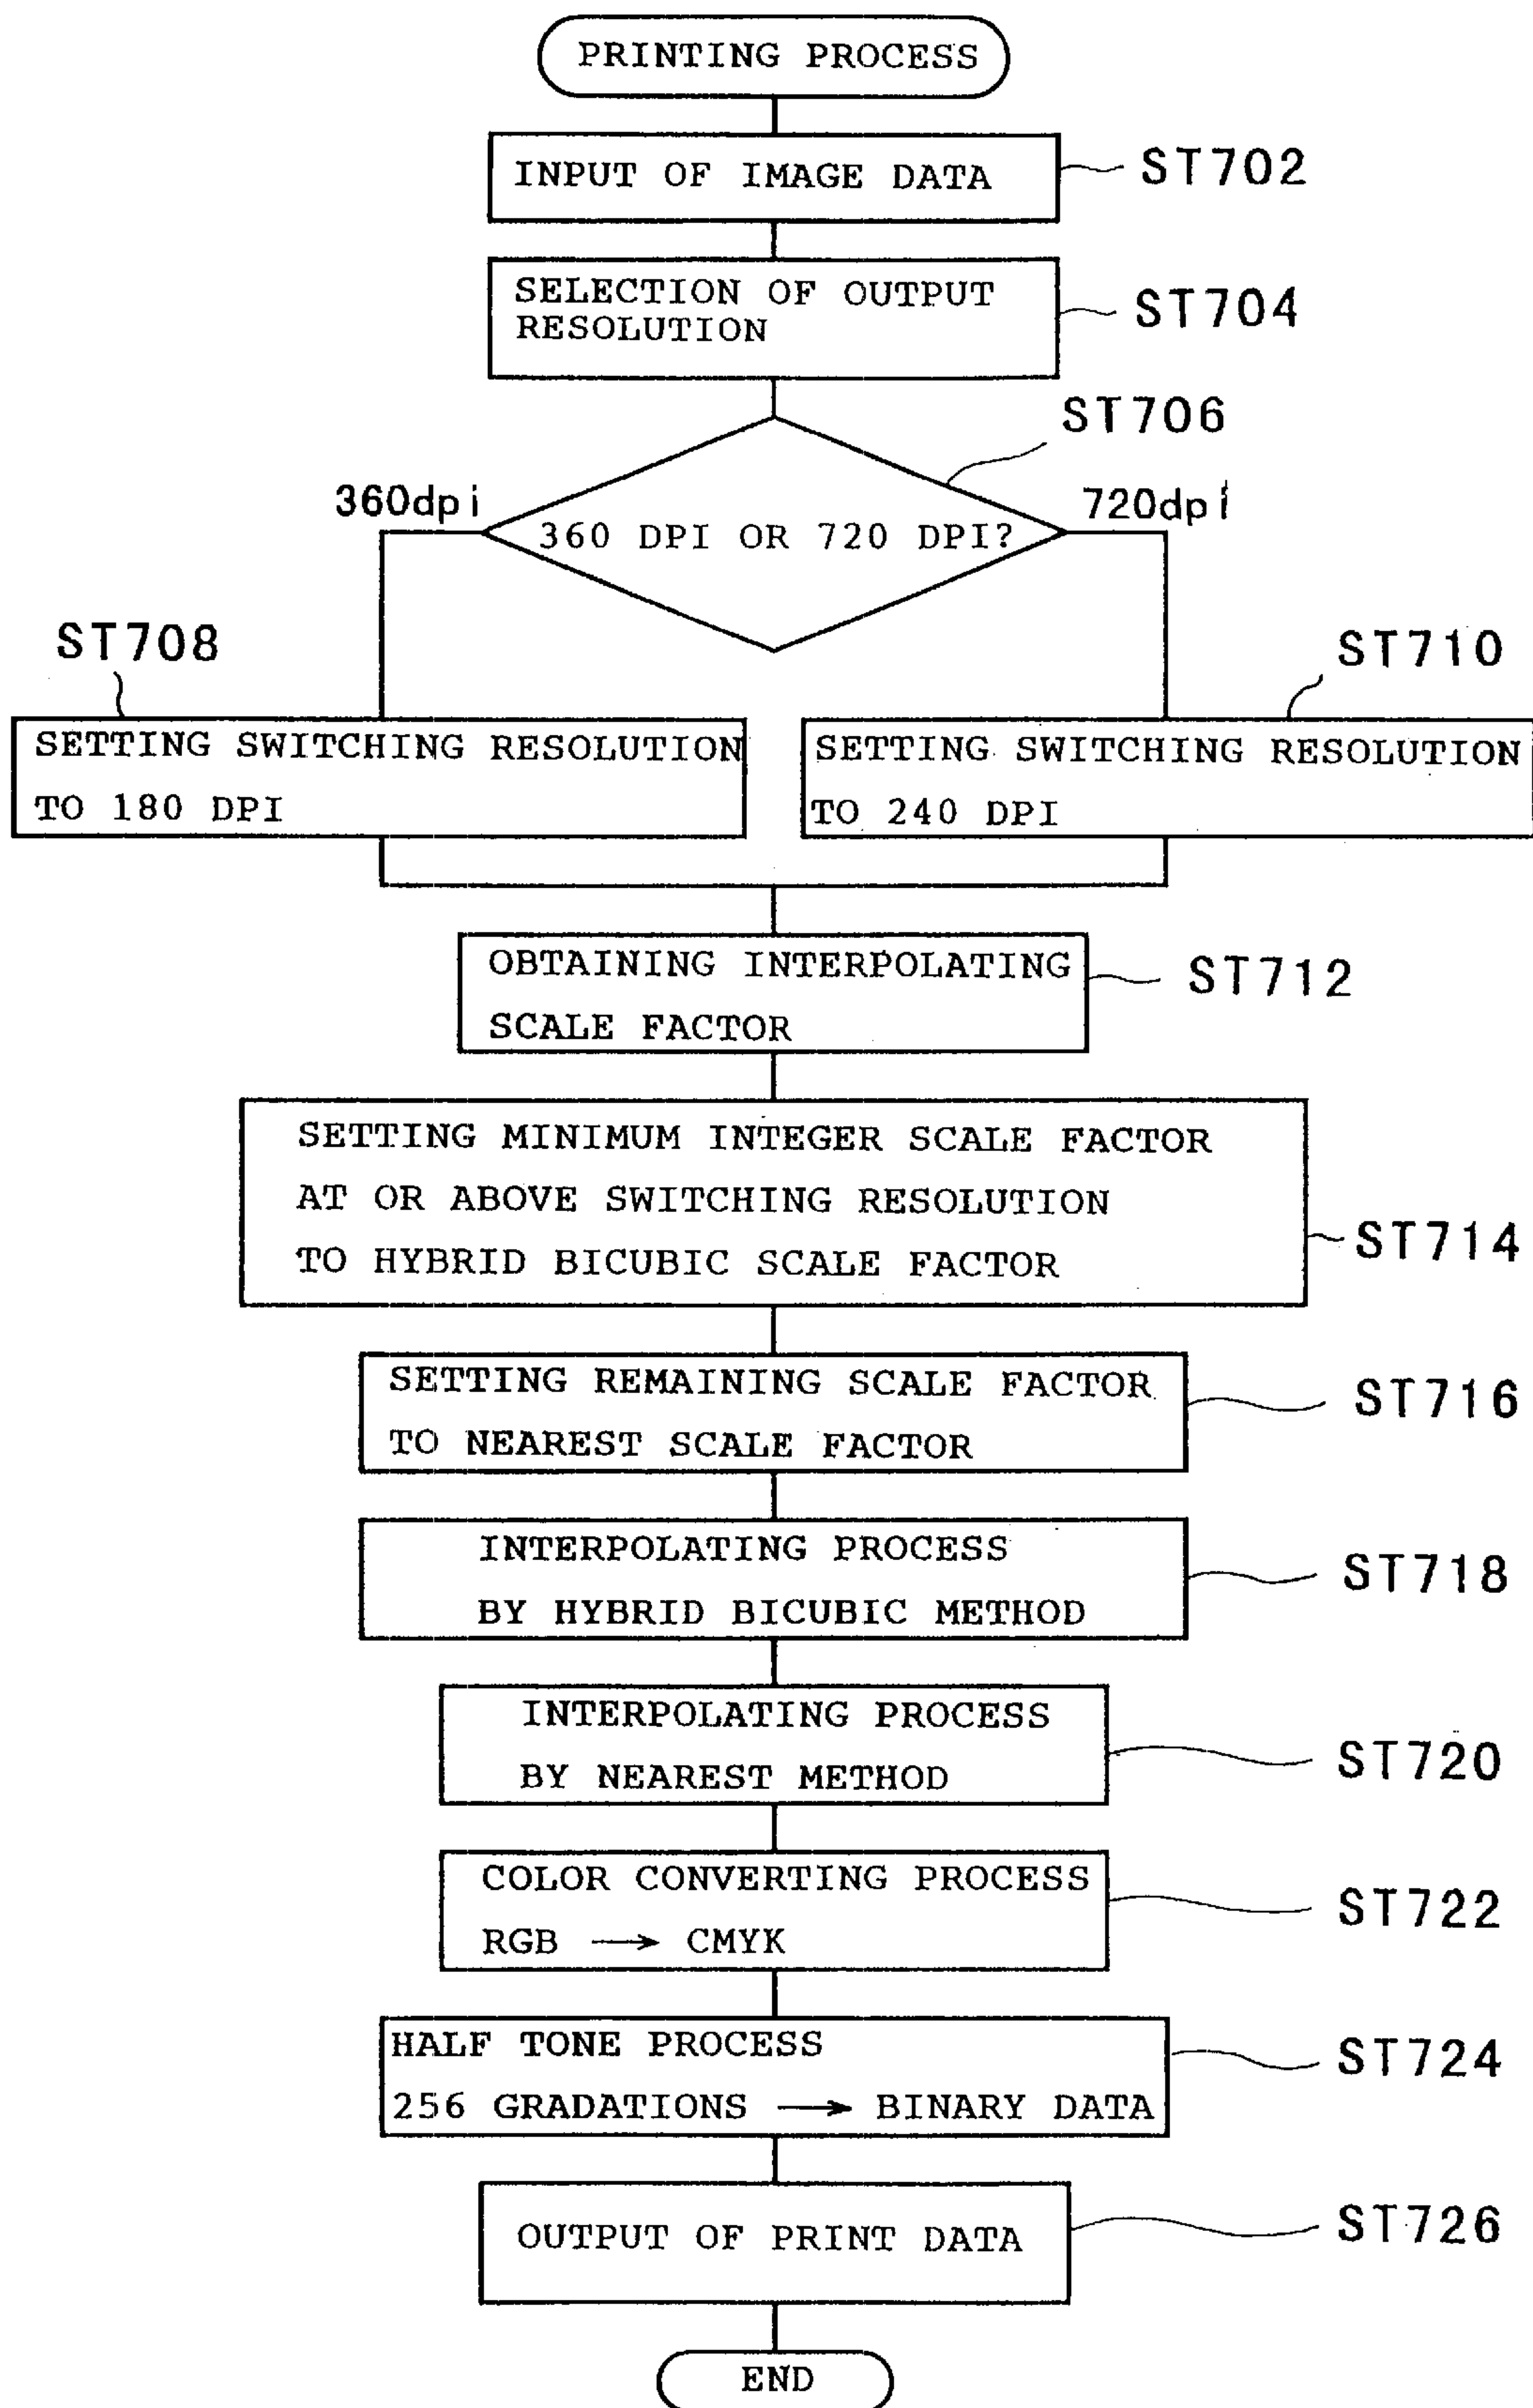 PRINTING PROCESS
INPUT OF IMAGE DATA
ST702
SELECTION OF OUTPUT
RESOLUTION
ST704
ST706
360dpi
720dpi
360 DPI OR 720 DPI?
ST708
ST710
SETTING SWITCHING RESOLUTION
TO 180 DPI
SETTING SWITCHING RESOLUTION
TO 240 DPI
OBTAINING INTERPOLATING
SCALE FACTOR
ST712
SETTING MINIMUM INTEGER SCALE FACTOR
AT OR ABOVE SWITCHING RESOLUTION
TO HYBRID BICUBIC SCALE FACTOR
ST714
SETTING REMAINING SCALE FACTOR
TO NEAREST SCALE FACTOR
ST716
INTERPOLATING PROCESS
BY HYBRID BICUBIC METHOD
ST718
INTERPOLATING PROCESS
BY NEAREST METHOD
ST720
COLOR CONVERTING PROCESS
RGB → CMYK
ST722
HALF TONE PROCESS
256 GRADATIONS → BINARY DATA
ST724
OUTPUT OF PRINT DATA
ST726
END